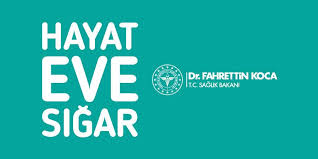 HAYAT
EVE
SIĞAR
Dr. FAHRETTİN KOCA
T.C. SAĞLIK BAKANI